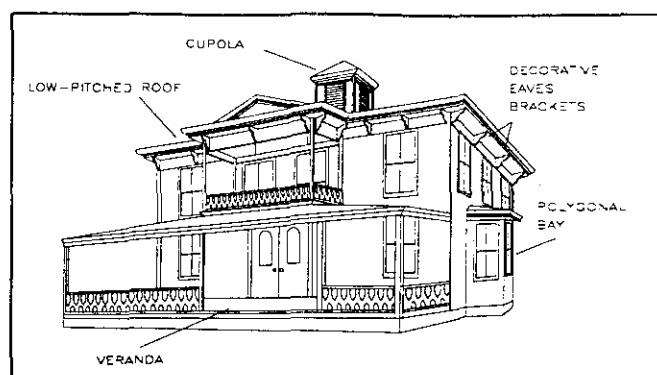 CUPOLA
LOW-PITCHED ROOF
DECORATIVE
EAVES
BRACKETS
POLYGONAL
BAY
VERANDA